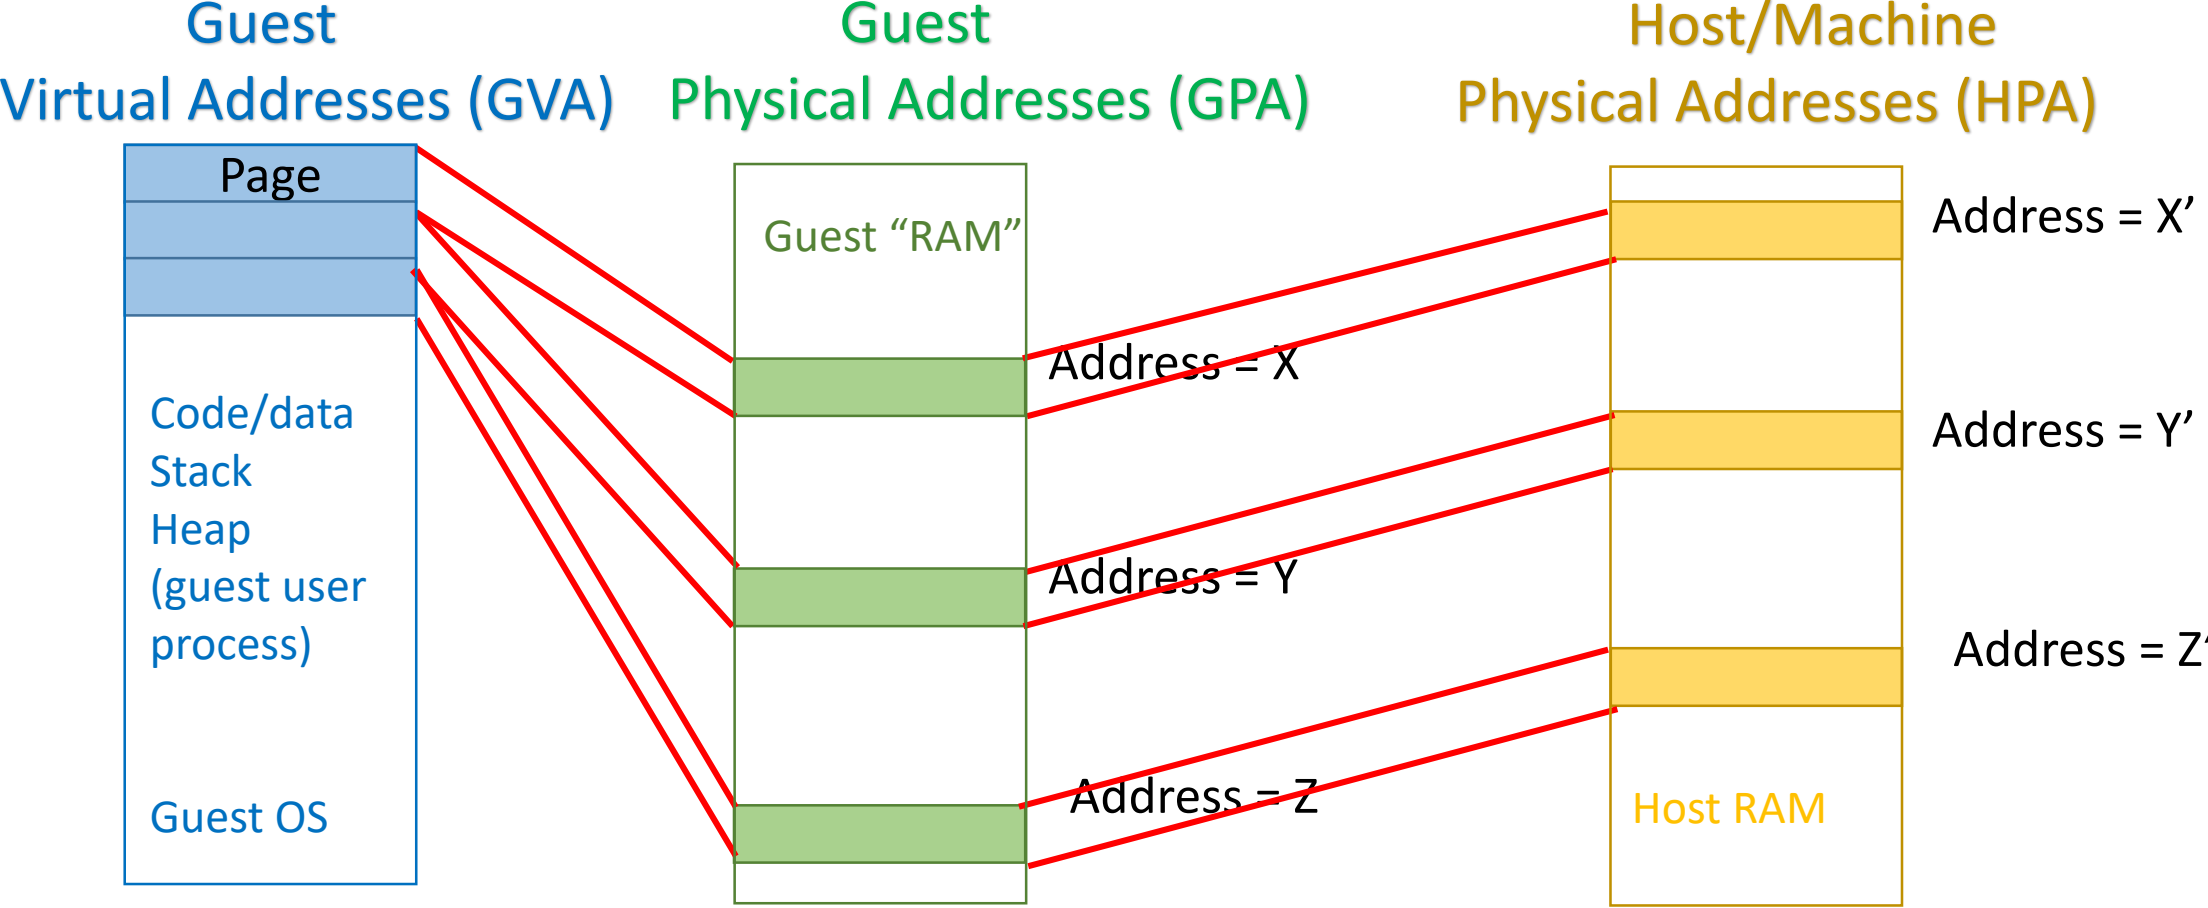 Guest
Virtual Addresses (GVA)
Guest
Physical Addresses (GPA)
Host/Machine
Physical Addresses (HPA)
Page
Code/data
Stack
Heap
(guest user
process)
Guest OS
Guest “RAM”
Address = X
Address = Y
Address = Z
Address = X’
Address = Y’
Address = Z’
Host RAM